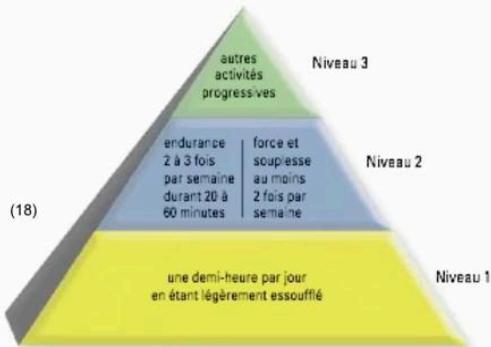 autres
activités
progressives
Niveau 3
endurance
2 à 3 fois
par semaine
durant 20 à
60 minutes
force et
souplesse
au moins
2 fois par
semaine
Niveau 2
(18)
une demi-heure par jour
en étant légèrement essoufflé
Niveau 1